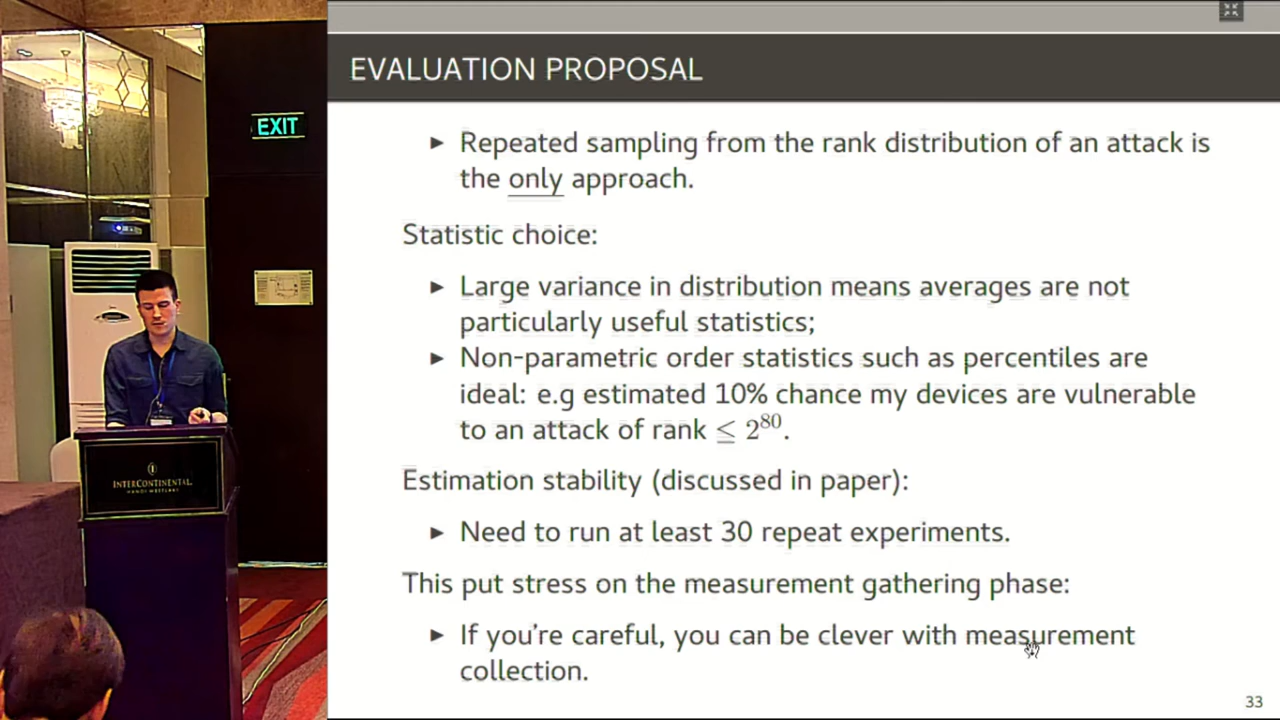 EXIT
INTERCONTINENTAL
HANOI WESTLAKE
EVALUATION PROPOSAL
► Repeated sampling from the rank distribution of an attack is
the only approach.
Statistic choice:
► Large variance in distribution means averages are not
particularly useful statistics;
► Non-parametric order statistics such as percentiles are
ideal: e.g estimated 10% chance my devices are vulnerable
to an attack of rank ≤ 2⁸⁰.
Estimation stability (discussed in paper):
► Need to run at least 30 repeat experiments.
This put stress on the measurement gathering phase:
► If you're careful, you can be clever with measurement
collection.
33